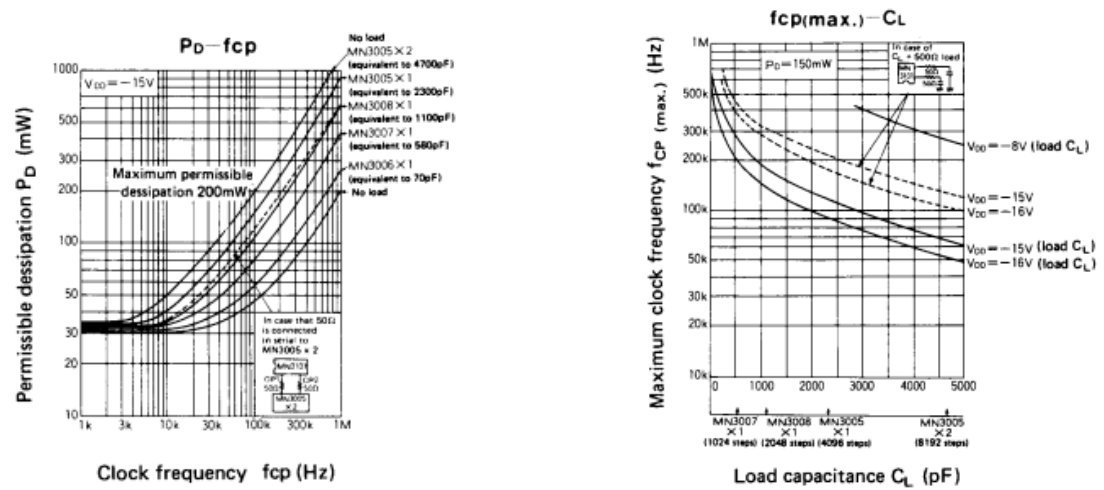 PD–fcp
Permissible dessipation PD (mW)
1000
500
300
200
100
50
30
20
10
VDD=−15V
Maximum permissible
dessipation 200mW
No load
MN3005×2
(equivalent to 4700pF)
MN3005×1
(equivalent to 2300pF)
MN3008×1
(equivalent to 1100pF)
MN3007×1
(equivalent to 580pF)
MN3006×1
(equivalent to 70pF)
No load
In case that 50Ω
is connected
in serial to
MN3005 × 2
MN3101
CP1
50Ω
CP2
50Ω
MN3005
×2
1k 3k 10k 30k 100k 300k 1M
Clock frequency fcp (Hz)
fcp(max.)–CL
Maximum clock frequency fCP (max.) (Hz)
1M
500k
300k
200k
100k
50k
30k
20k
10k
PD=150mW
In case of
CL + 500Ω load
MN
3101
VDD=−8V (load CL)
VDD=−15V
VDD=−16V
VDD=−15V (load CL)
VDD=−16V (load CL)
0 1000 2000 3000 4000 5000
MN3007
×1
(1024 steps)
MN3008
×1
(2048 steps)
MN3005
×1
(4096 steps)
MN3005
×2
(8192 steps)
Load capacitance CL (pF)